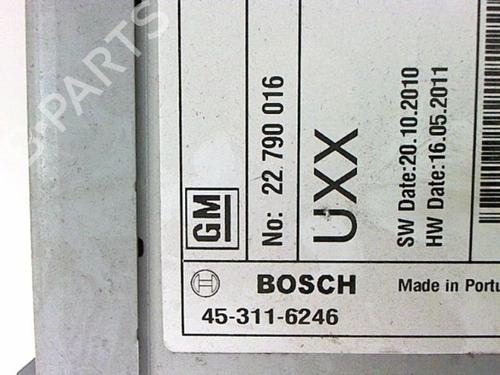 GM
No: 22 790 016
UXX
SW Date:20.10.2010
HW Date:16.05.2011
BOSCH Made in Portu
45-311-6246
B-PARTS